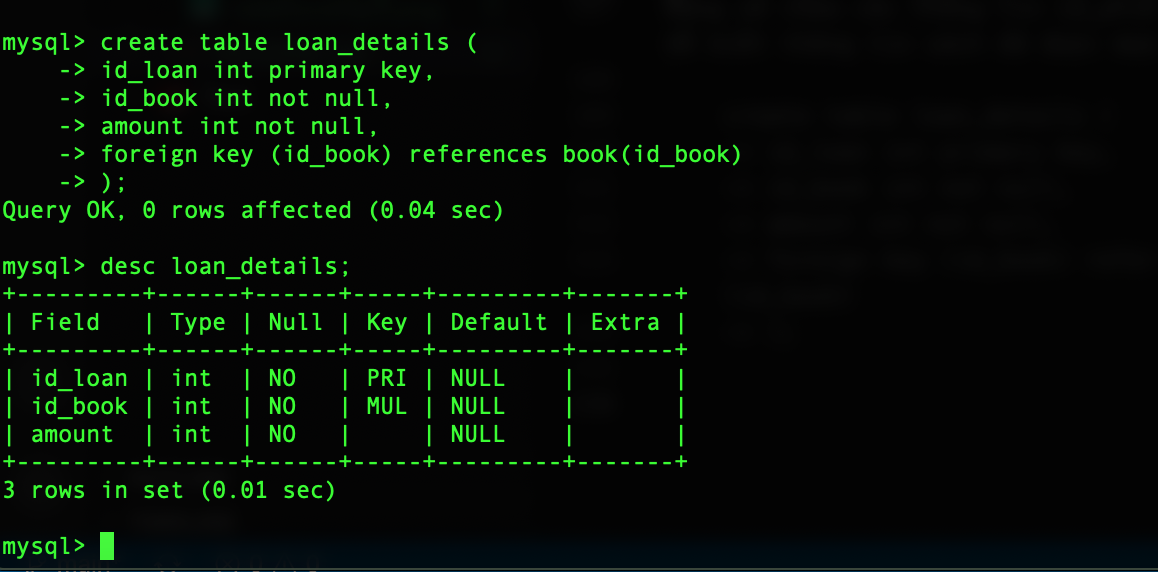 mysql> create table loan_details (
    -> id_loan int primary key,
    -> id_book int not null,
    -> amount int not null,
    -> foreign key (id_book) references book(id_book)
    -> );
Query OK, 0 rows affected (0.04 sec)
mysql> desc loan_details;
+---------+------+------+-----+---------+-------+
| Field   | Type | Null | Key | Default | Extra |
+---------+------+------+-----+---------+-------+
| id_loan | int  | NO   | PRI | NULL    |       |
| id_book | int  | NO   | MUL | NULL    |       |
| amount  | int  | NO   |     | NULL    |       |
+---------+------+------+-----+---------+-------+
3 rows in set (0.01 sec)
mysql>